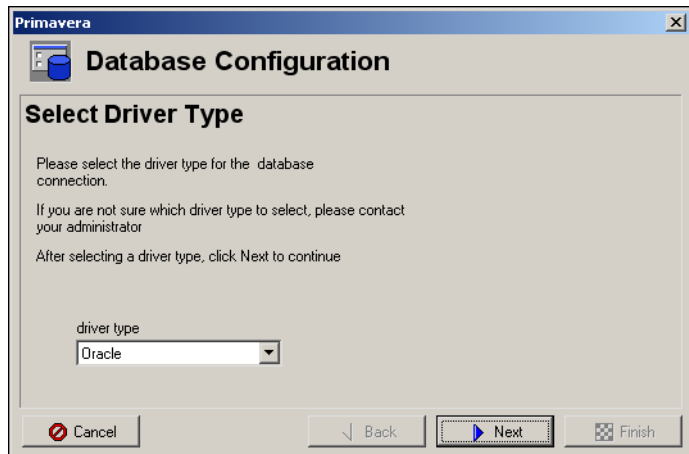 Primavera
Database Configuration
Select Driver Type
Please select the driver type for the database
connection.
If you are not sure which driver type to select, please contact
your administrator
After selecting a driver type, click Next to continue
driver type
Oracle
Cancel
Back
Next
Finish